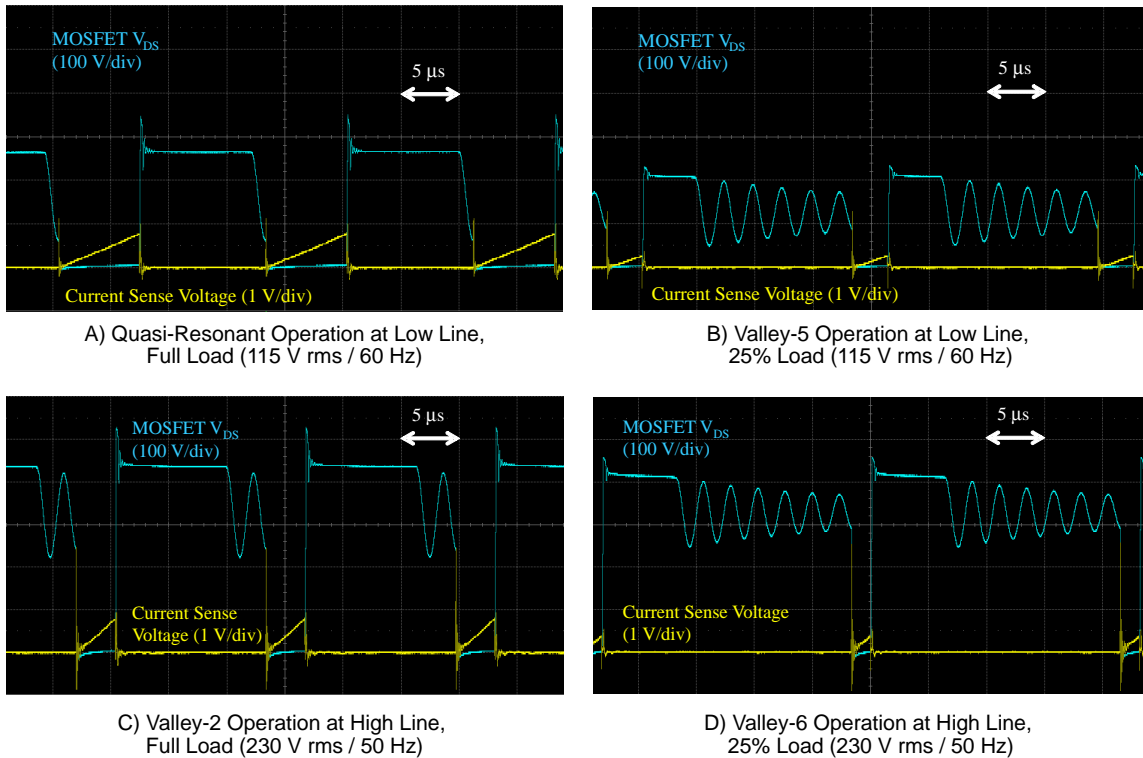 MOSFET VDS
(100 V/div)
5 µs
Current Sense Voltage (1 V/div)
A) Quasi-Resonant Operation at Low Line,
Full Load (115 V rms / 60 Hz)
MOSFET VDS
(100 V/div)
5 µs
Current Sense Voltage (1 V/div)
B) Valley-5 Operation at Low Line,
25% Load (115 V rms / 60 Hz)
MOSFET VDS
(100 V/div)
5 µs
Current Sense
Voltage (1 V/div)
C) Valley-2 Operation at High Line,
Full Load (230 V rms / 50 Hz)
MOSFET VDS
(100 V/div)
5 µs
Current Sense Voltage
(1 V/div)
D) Valley-6 Operation at High Line,
25% Load (230 V rms / 50 Hz)